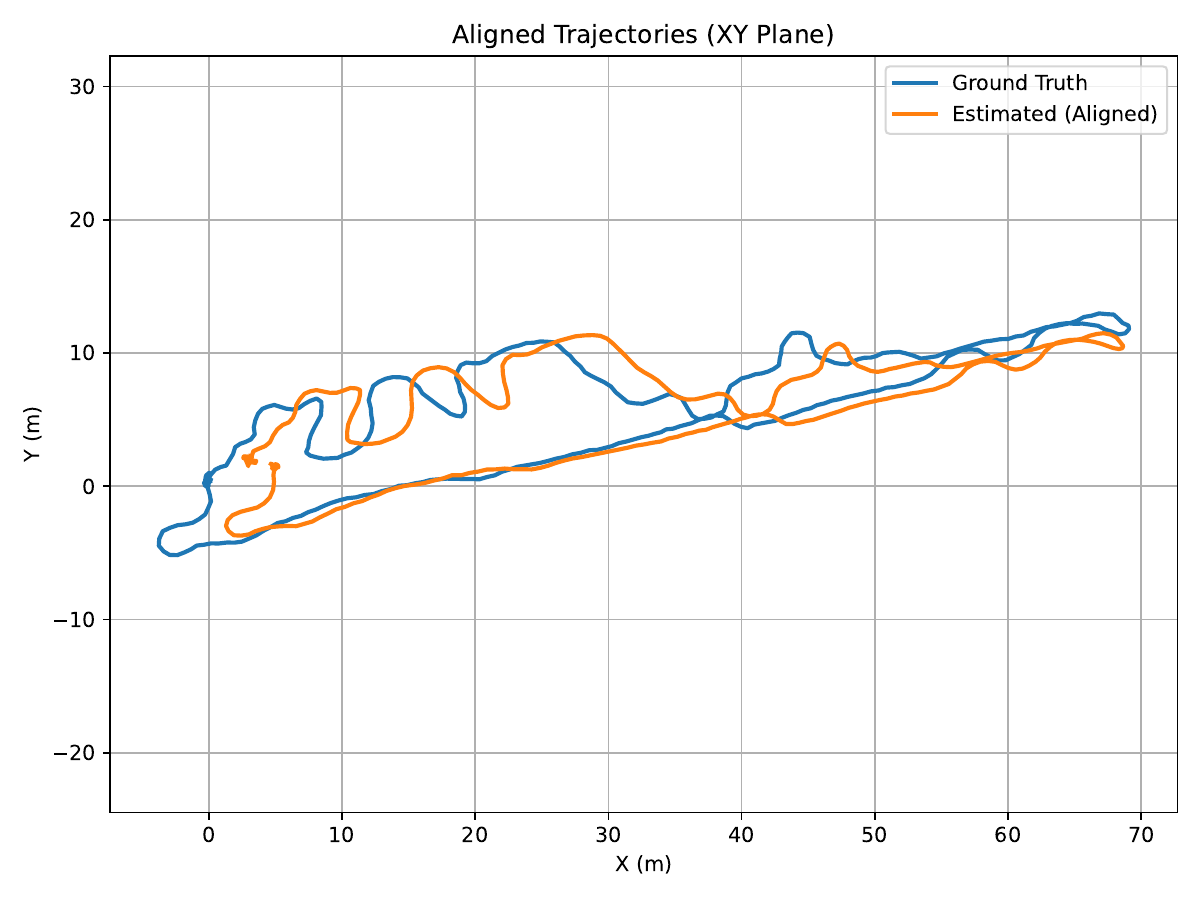 Aligned Trajectories (XY Plane)
Ground Truth
Estimated (Aligned)
30
20
10
0
−10
−20
Y (m)
0 10 20 30 40 50 60 70
X (m)